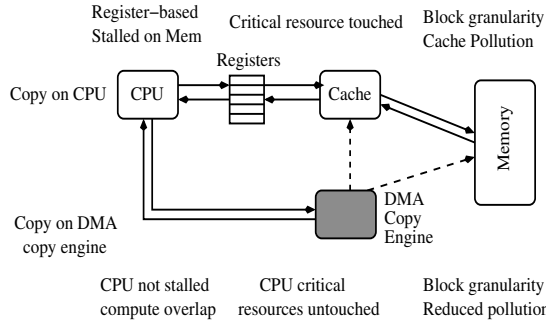 Register-based
Stalled on Mem
Critical resource touched
Block granularity
Cache Pollution
Registers
Copy on CPU
CPU
Cache
Memory
Copy on DMA
copy engine
DMA
Copy
Engine
CPU not stalled
compute overlap
CPU critical
resources untouched
Block granularity
Reduced pollution